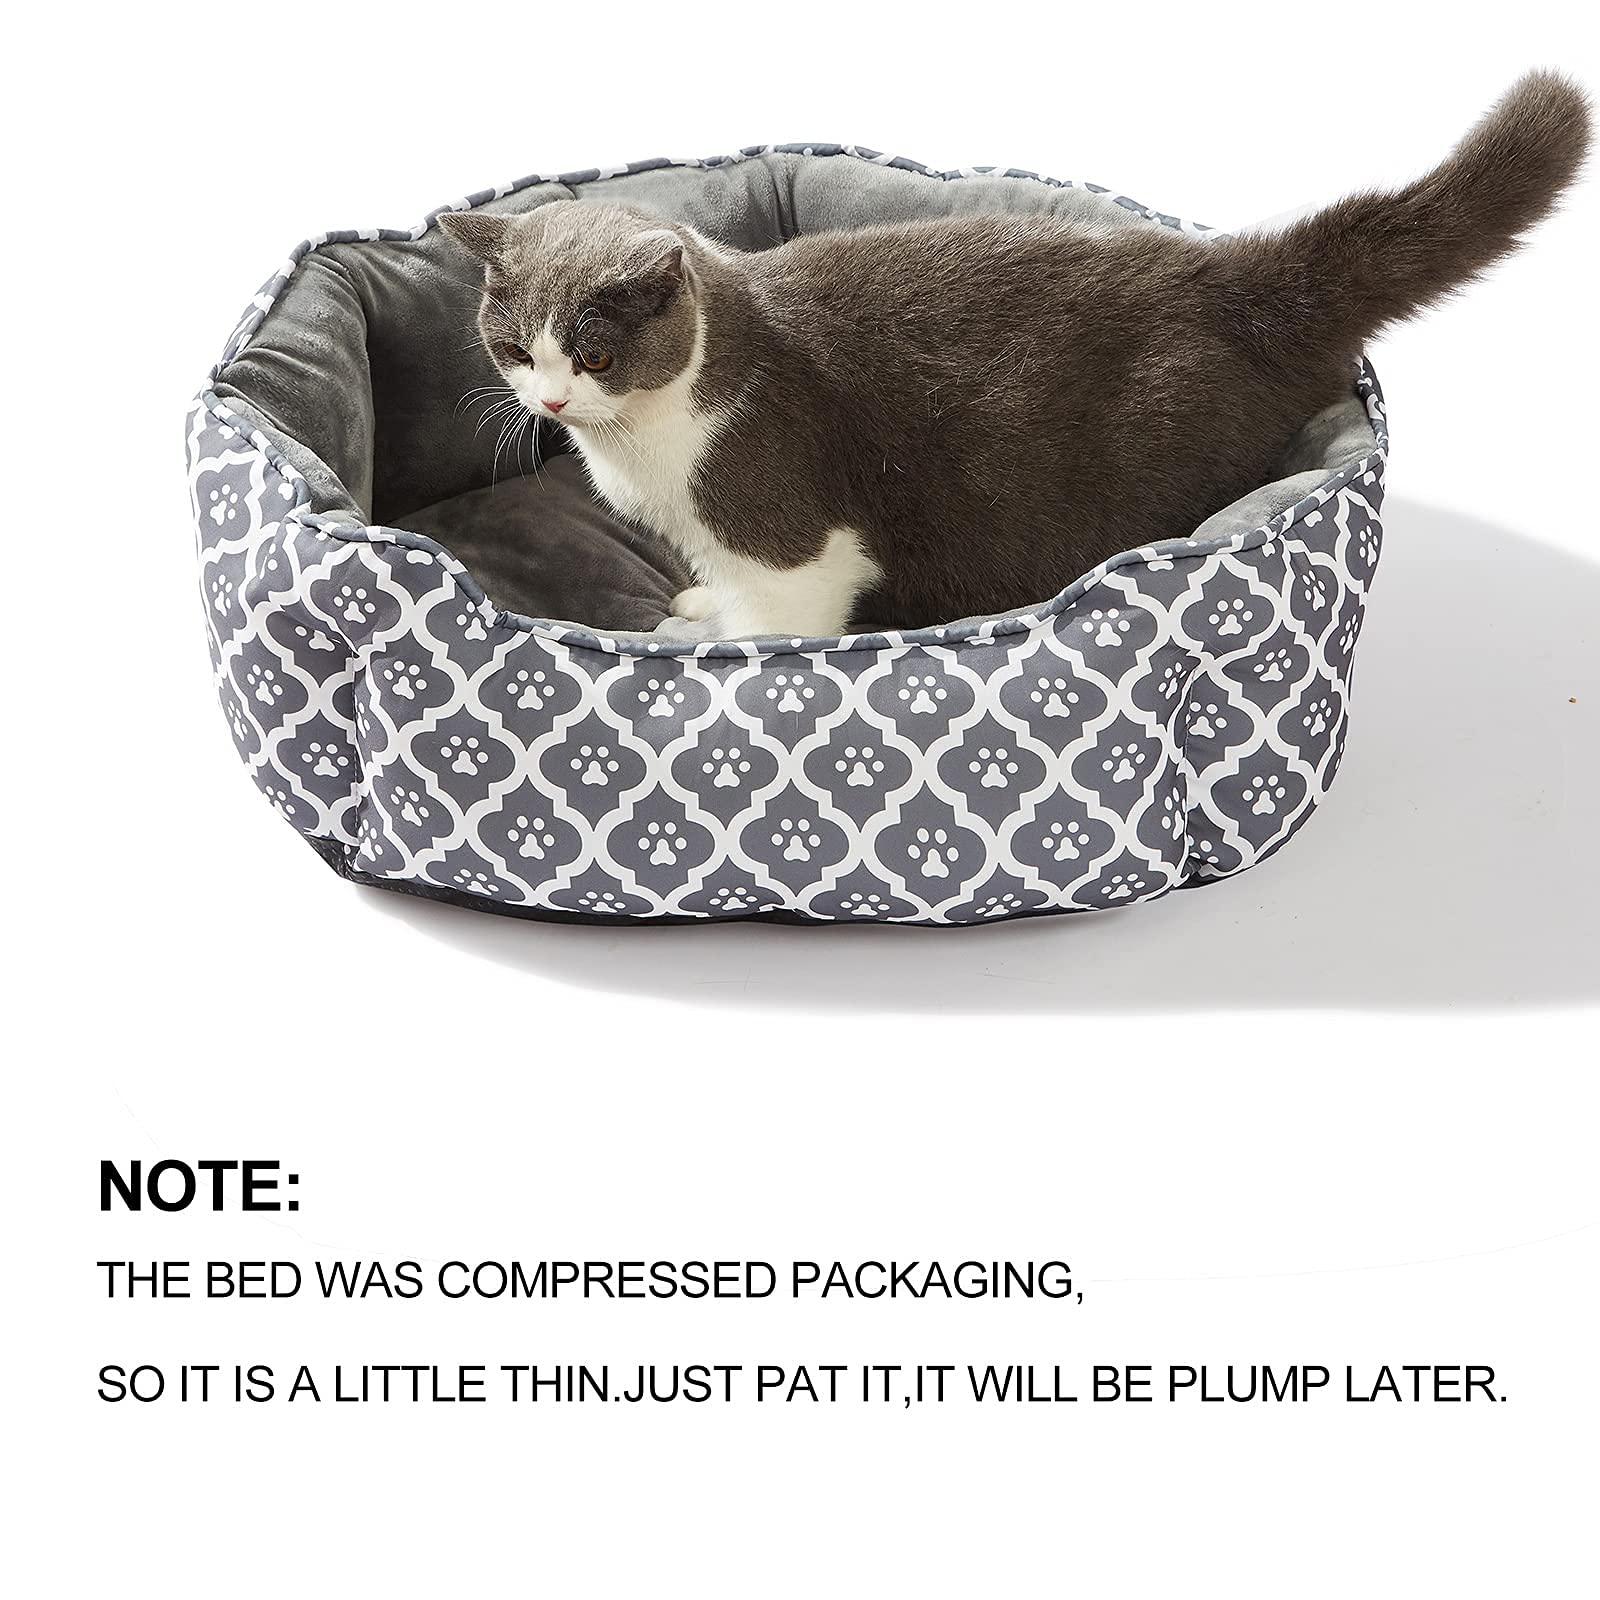 NOTE:
THE BED WAS COMPRESSED PACKAGING,
SO IT IS A LITTLE THIN.JUST PAT IT,IT WILL BE PLUMP LATER.